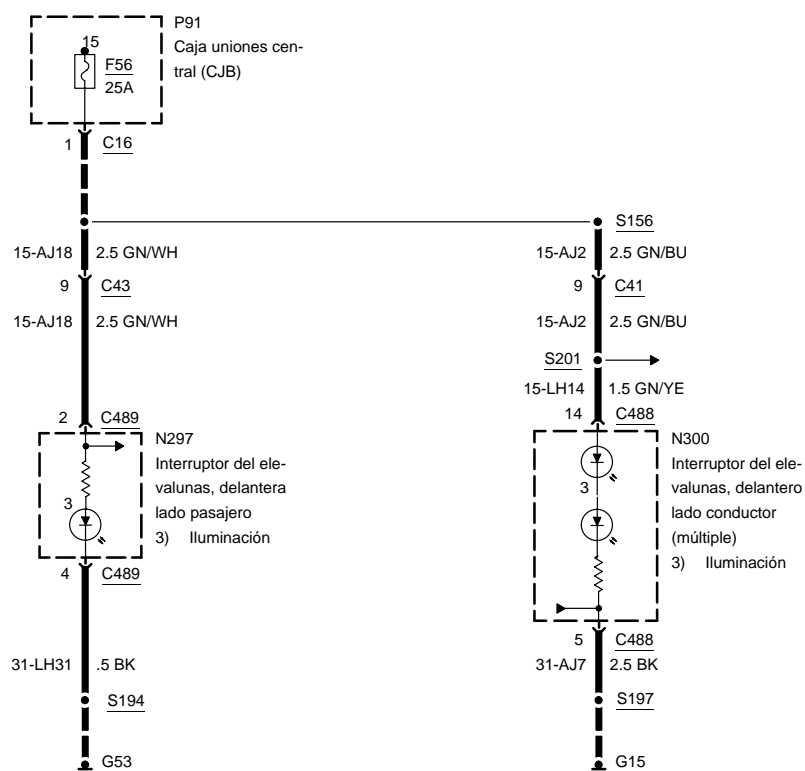 P91
Caja uniones cen-
tral (CJB)
15
F56
25A
1 C16
S156
15-AJ18 2.5 GN/WH
15-AJ2 2.5 GN/BU
9 C43
9 C41
15-AJ18 2.5 GN/WH
15-AJ2 2.5 GN/BU
S201
15-LH14 1.5 GN/YE
2 C489
14 C488
N297
Interruptor del ele-
valunas, delantera
lado pasajero
3) Iluminación
3
N300
Interruptor del ele-
valunas, delantero
lado conductor
(múltiple)
3) Iluminación
3
4 C489
5 C488
31-LH31 .5 BK
31-AJ7 2.5 BK
S194
S197
G53
G15